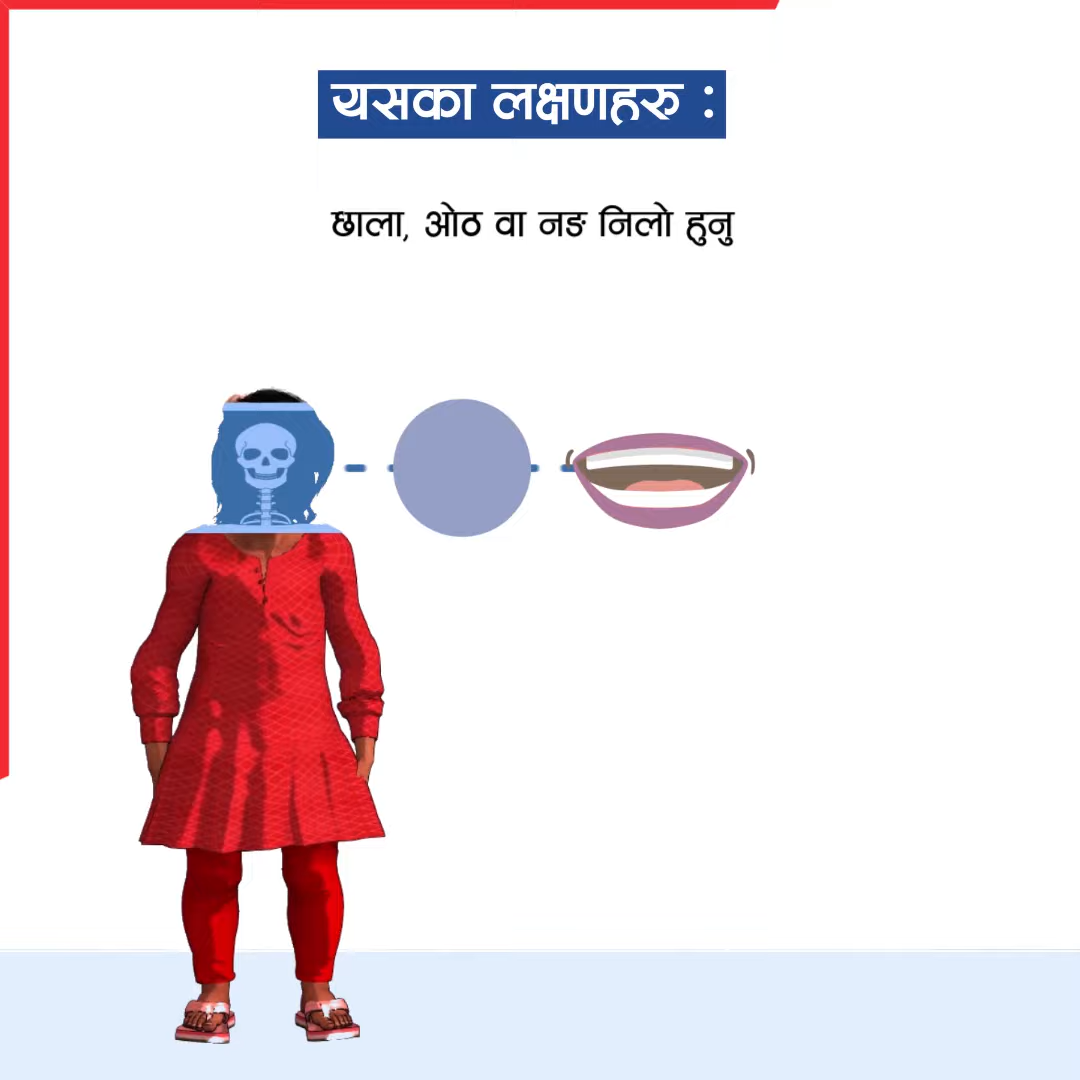 यसका लक्षणहरु :
छाला, ओठ वा नङ निलो हुनु